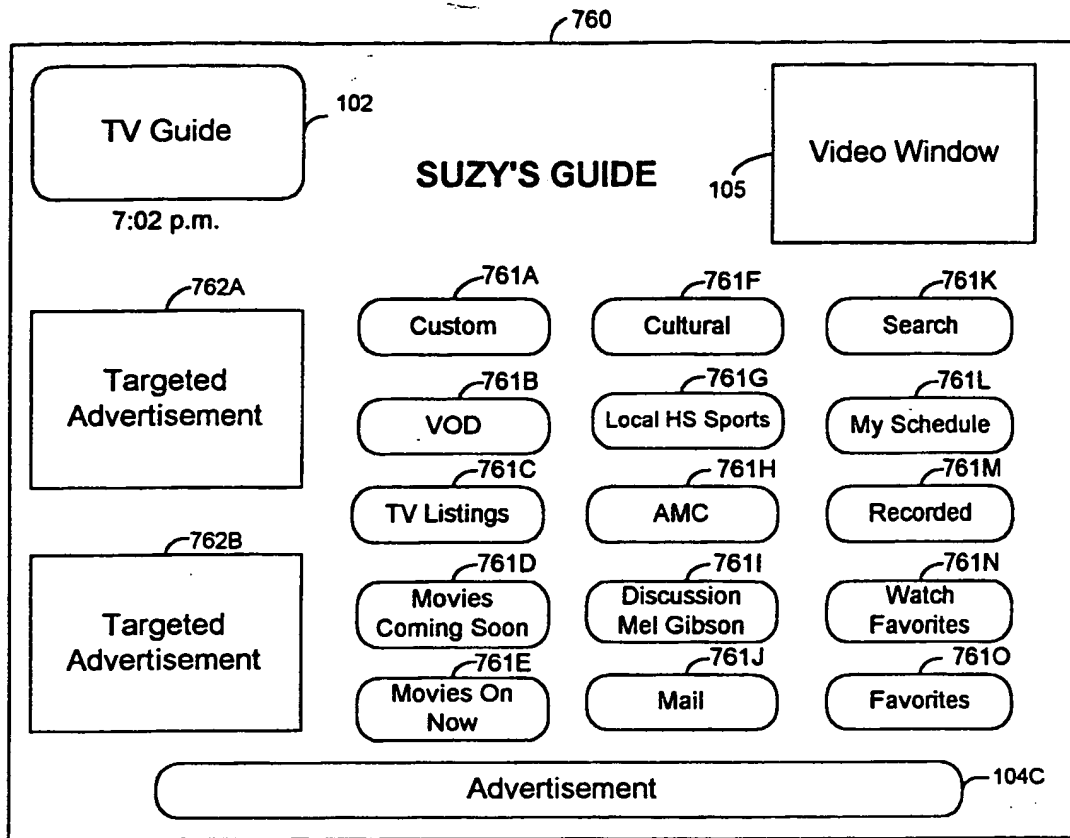 760
TV Guide
102
7:02 p.m.
SUZY'S GUIDE
Video Window
105
762A
Targeted
Advertisement
762B
Targeted
Advertisement
761A
Custom
761F
Cultural
761K
Search
761B
VOD
761G
Local HS Sports
761L
My Schedule
761C
TV Listings
761H
AMC
761M
Recorded
761D
Movies
Coming Soon
761I
Discussion
Mel Gibson
761N
Watch
Favorites
761E
Movies On
Now
761J
Mail
761O
Favorites
Advertisement
104C